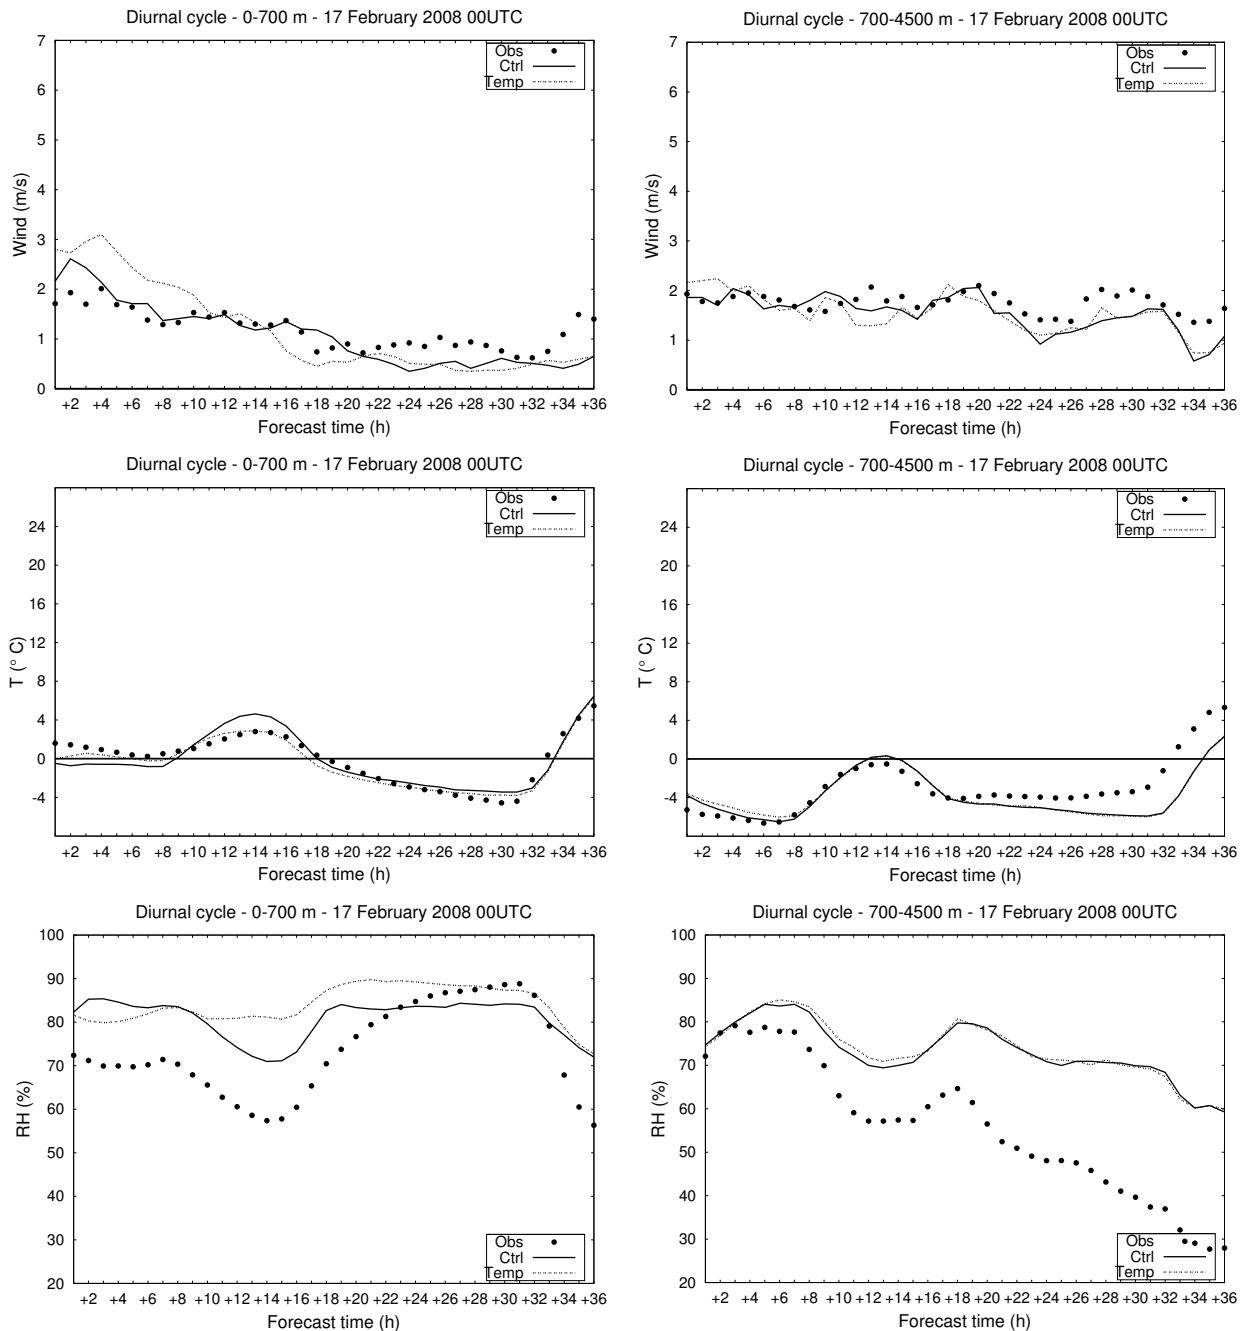 Diurnal cycle - 0-700 m - 17 February 2008 00UTC
7
6
5
4
3
2
1
0
Wind (m/s)
Obs
Ctrl
Temp
+2 +4 +6 +8 +10 +12 +14 +16 +18 +20 +22 +24 +26 +28 +30 +32 +34 +36
Forecast time (h)
Diurnal cycle - 700-4500 m - 17 February 2008 00UTC
7
6
5
4
3
2
1
0
Wind (m/s)
Obs
Ctrl
Temp
+2 +4 +6 +8 +10 +12 +14 +16 +18 +20 +22 +24 +26 +28 +30 +32 +34 +36
Forecast time (h)
Diurnal cycle - 0-700 m - 17 February 2008 00UTC
24
20
16
12
8
4
0
-4
T (° C)
Obs
Ctrl
Temp
+2 +4 +6 +8 +10 +12 +14 +16 +18 +20 +22 +24 +26 +28 +30 +32 +34 +36
Forecast time (h)
Diurnal cycle - 700-4500 m - 17 February 2008 00UTC
24
20
16
12
8
4
0
-4
T (° C)
Obs
Ctrl
Temp
+2 +4 +6 +8 +10 +12 +14 +16 +18 +20 +22 +24 +26 +28 +30 +32 +34 +36
Forecast time (h)
Diurnal cycle - 0-700 m - 17 February 2008 00UTC
100
90
80
70
60
50
40
30
20
RH (%)
Obs
Ctrl
Temp
+2 +4 +6 +8 +10 +12 +14 +16 +18 +20 +22 +24 +26 +28 +30 +32 +34 +36
Forecast time (h)
Diurnal cycle - 700-4500 m - 17 February 2008 00UTC
100
90
80
70
60
50
40
30
20
RH (%)
Obs
Ctrl
Temp
+2 +4 +6 +8 +10 +12 +14 +16 +18 +20 +22 +24 +26 +28 +30 +32 +34 +36
Forecast time (h)